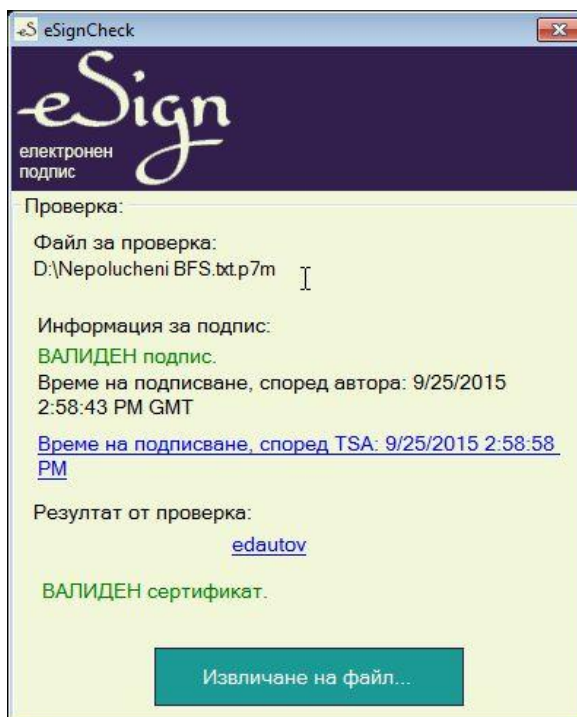 eSignCheck
eSign
електронен
подпис
Проверка:
Файл за проверка:
D:\Nepolucheni BFS.txt.p7m
Информация за подпис:
ВАЛИДЕН подпис.
Време на подписване, според автора: 9/25/2015
2:58:43 PM GMT
Време на подписване, според TSA: 9/25/2015 2:58:58
PM
Резултат от проверка:
edautov
ВАЛИДЕН сертификат.
Извличане на файл...